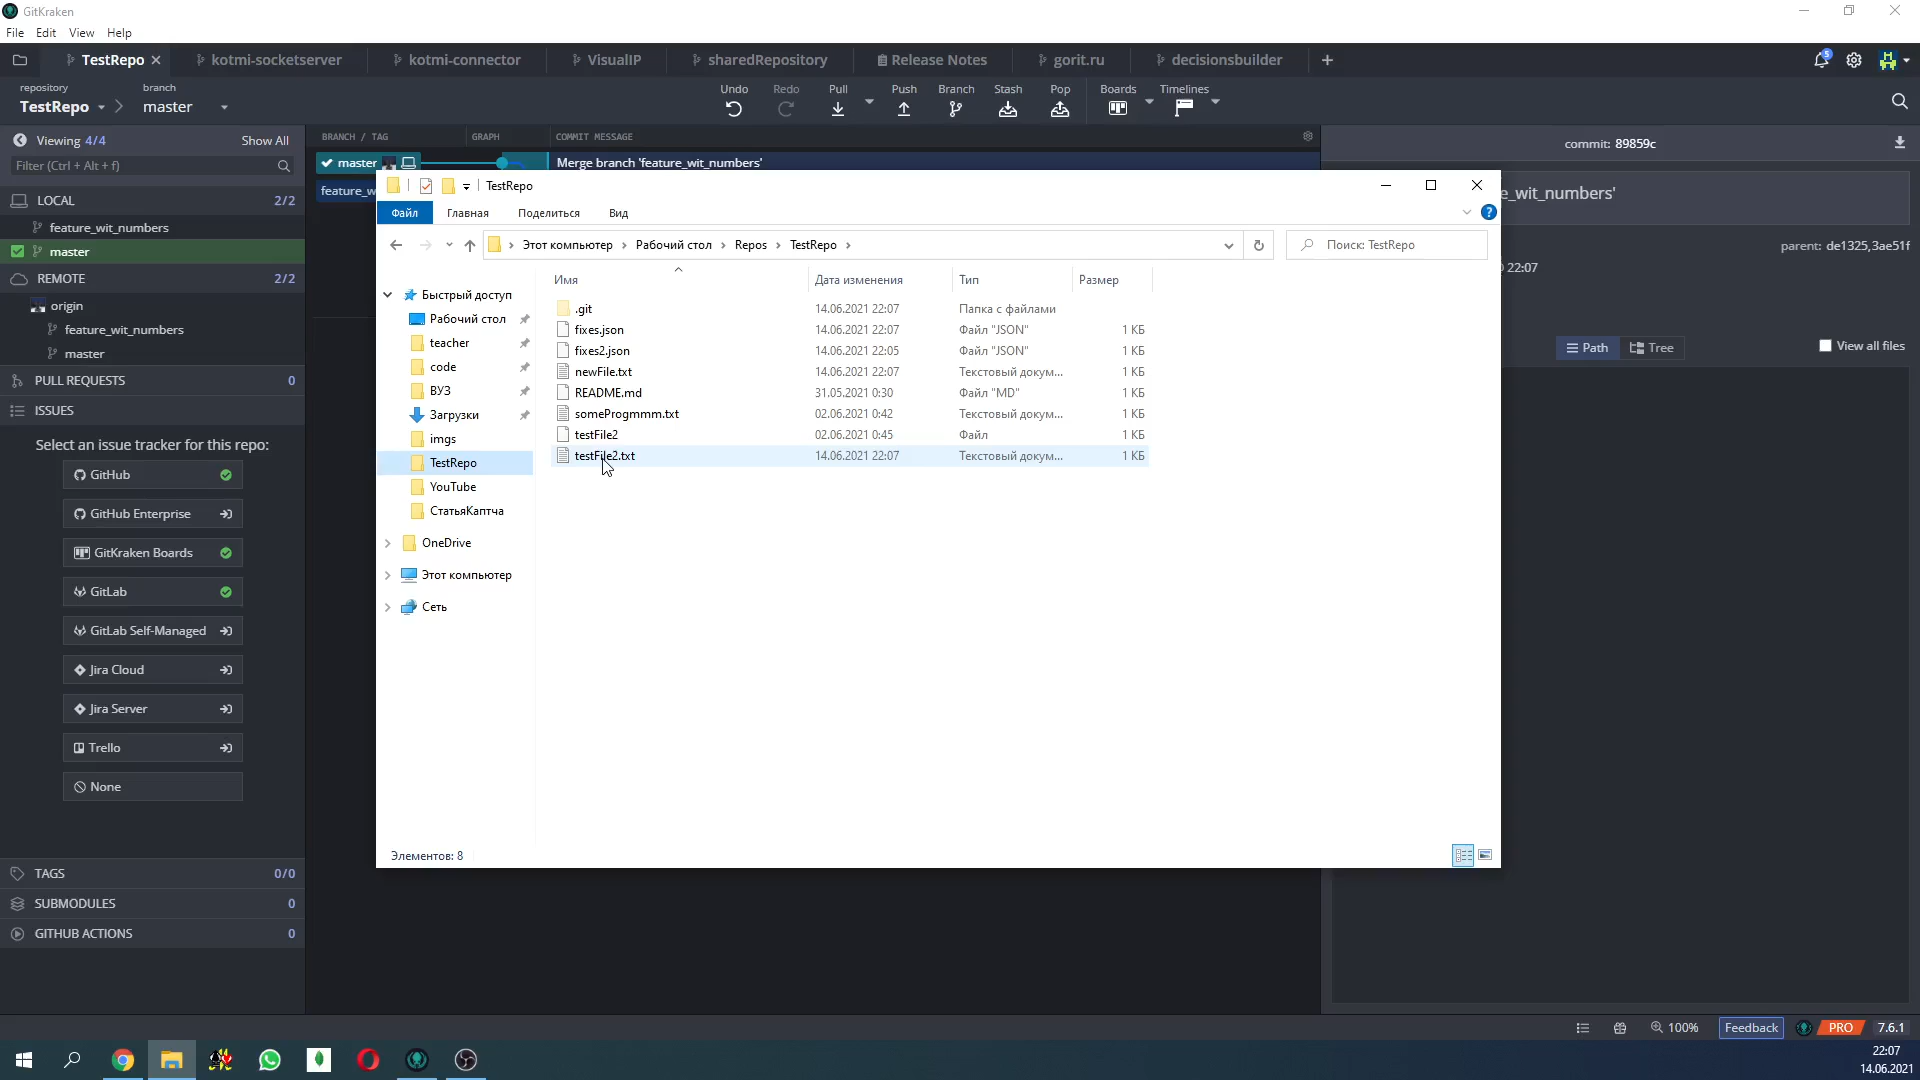 GitKraken
File Edit View Help
TestRepo
kotmi-socketserver
kotmi-connector
VisualIP
sharedRepository
Release Notes
gorit.ru
decisionsbuilder
5
repository
TestRepo
branch
master
Undo
Redo
Pull
Push
Branch
Stash
Pop
Boards
Timelines
Viewing 4/4
Show All
Filter (Ctrl + Alt + f)
LOCAL 2/2
feature_wit_numbers
master
REMOTE 2/2
origin
feature_wit_numbers
master
PULL REQUESTS 0
ISSUES
Select an issue tracker for this repo:
GitHub
GitHub Enterprise
GitKraken Boards
GitLab
GitLab Self-Managed
Jira Cloud
Jira Server
Trello
None
TAGS 0/0
SUBMODULES 0
GITHUB ACTIONS 0
BRANCH / TAG
GRAPH
COMMIT MESSAGE
master
Merge branch 'feature_wit_numbers'
feature_w
TestRepo
Файл
Главная
Поделиться
Вид
Этот компьютер
Рабочий стол
Repos
TestRepo
Поиск: TestRepo
Быстрый доступ
Рабочий стол
teacher
code
ВУЗ
Загрузки
imgs
TestRepo
YouTube
СтатьяКаптча
OneDrive
Этот компьютер
Сеть
Имя Дата изменения Тип Размер
.git 14.06.2021 22:07 Папка с файлами
fixes.json 14.06.2021 22:07 Файл "JSON" 1 КБ
fixes2.json 14.06.2021 22:05 Файл "JSON" 1 КБ
newFile.txt 14.06.2021 22:07 Текстовый докум... 1 КБ
README.md 31.05.2021 0:30 Файл "MD" 1 КБ
someProgmmm.txt 02.06.2021 0:42 Текстовый докум... 1 КБ
testFile2 02.06.2021 0:45 Файл 1 КБ
testFile2.txt 14.06.2021 22:07 Текстовый докум... 1 КБ
Элементов: 8
commit: 89859c
e_wit_numbers'
parent: de1325,3ae51f
22:07
Path
Tree
View all files
100%
Feedback
PRO
7.6.1
22:07
14.06.2021